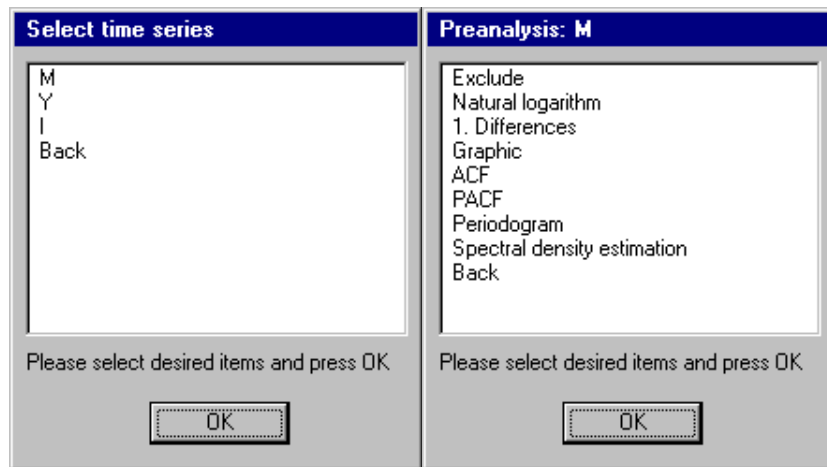 Select time series
M
Y
I
Back
Please select desired items and press OK
OK
Preanalysis: M
Exclude
Natural logarithm
1. Differences
Graphic
ACF
PACF
Periodogram
Spectral density estimation
Back
Please select desired items and press OK
OK